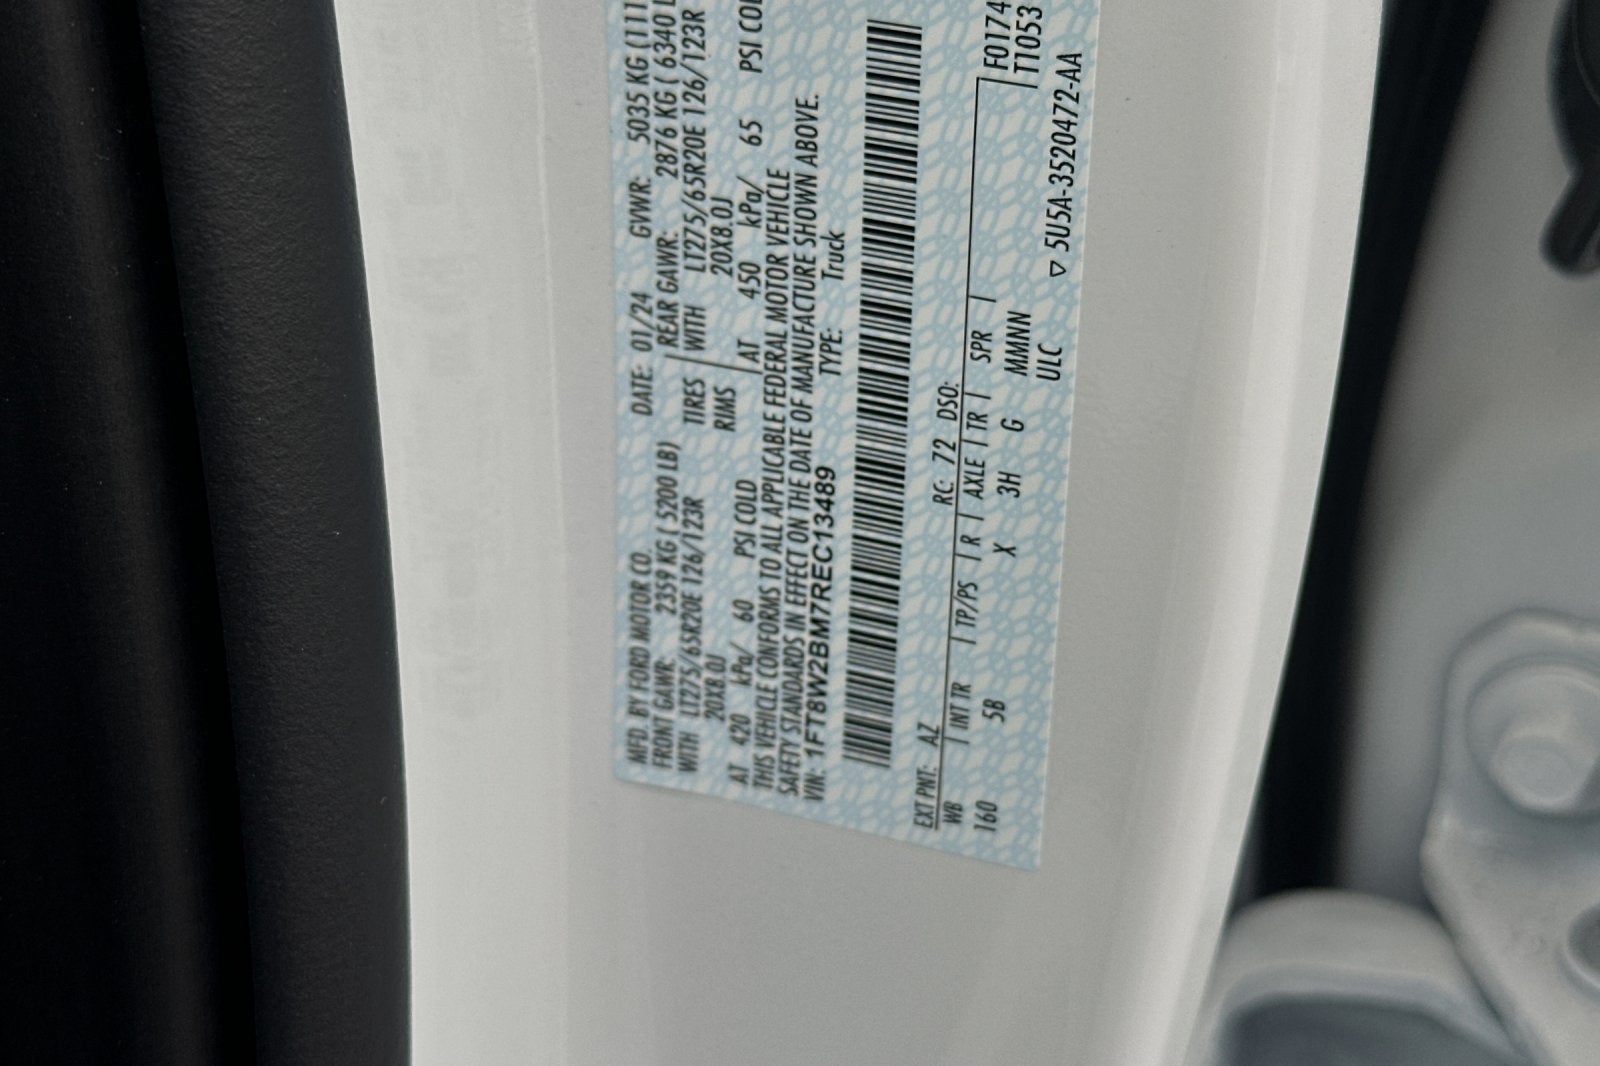 MFD. BY FORD MOTOR CO. DATE: 01/24 GVWR: 5035 KG (111
FRONT GAWR: 2359 KG ( 5200 LB) REAR GAWR: 2876 KG ( 6340 L
WITH LT275/65R20E 126/123R TIRES WITH LT275/65R20E 126/123R
20X8.0J RIMS 20X8.0J
AT 420 kPa/ 60 PSI COLD AT 450 kPa/ 65 PSI COL
THIS VEHICLE CONFORMS TO ALL APPLICABLE FEDERAL MOTOR VEHICLE
SAFETY STANDARDS IN EFFECT ON THE DATE OF MANUFACTURE SHOWN ABOVE.
VIN: 1FT8W2BM7REC13489 TYPE: Truck
EXT PNT: AZ RC: 72 DSO:
WB INT TR TP/PS R AXLE TR SPR F0174
160 5B X 3H G MMNN T1053
ULC ▽ 5U5A-3520472-AA